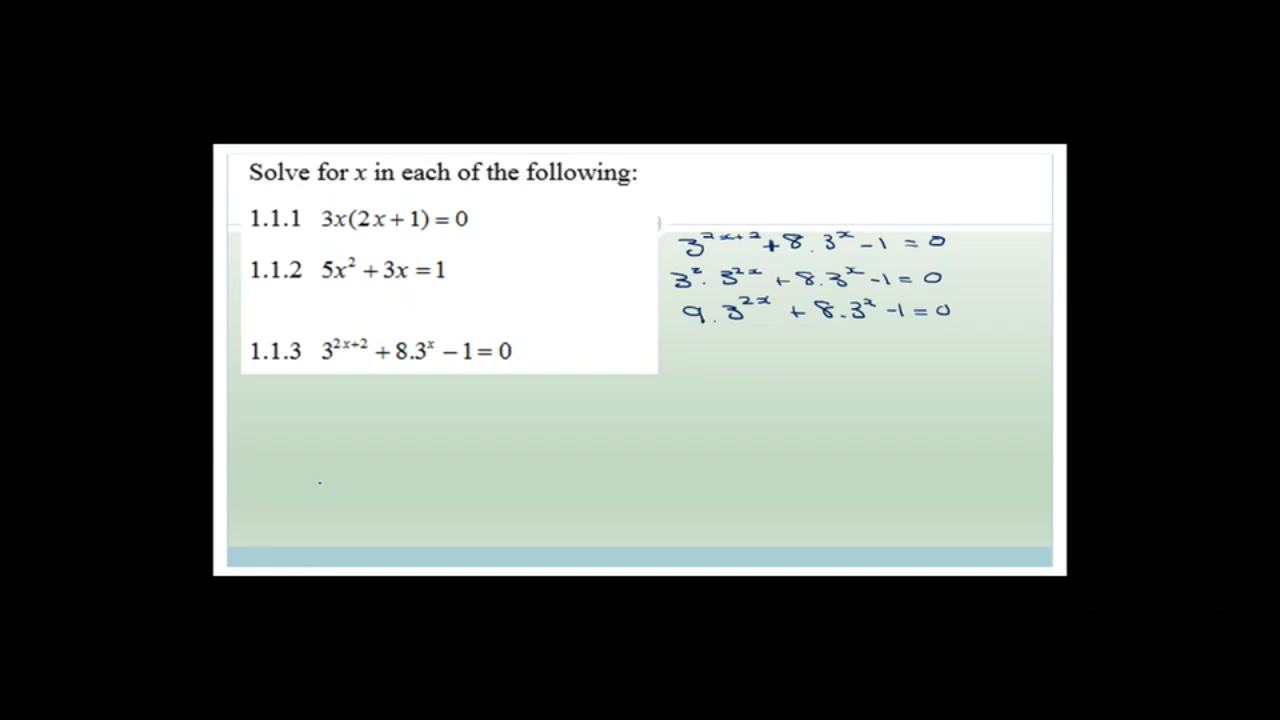 Solve for x in each of the following:
1.1.1 3x(2x+1)=0
1.1.2 5x² +3x =1
1.1.3 3^{2x+2} +8.3^x −1=0
3^{2x+2} +8.3^x −1 =0
3^2.3^{2x} +8.3^x −1=0
9.3^{2x} +8.3^x −1=0